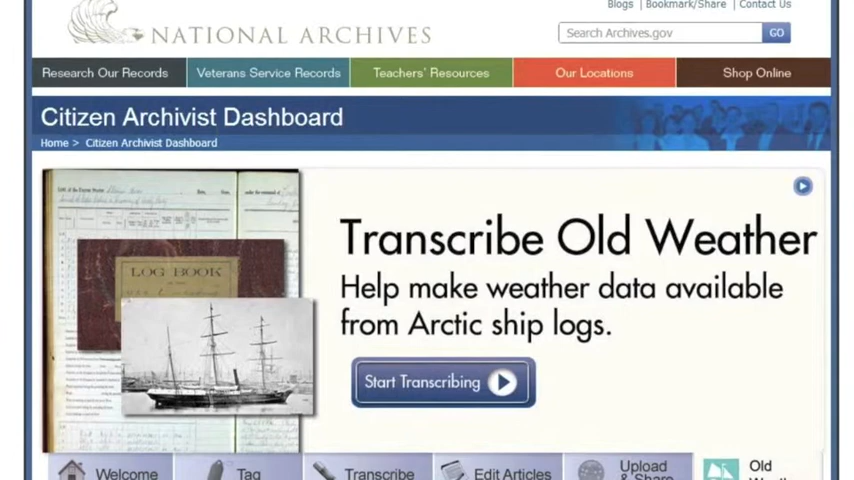 Blogs | Bookmark/Share | Contact Us
NATIONAL ARCHIVES
Search Archives.gov GO
Research Our Records Veterans Service Records Teachers' Resources Our Locations Shop Online
Citizen Archivist Dashboard
Home > Citizen Archivist Dashboard
LOG BOOK
Transcribe Old Weather
Help make weather data available
from Arctic ship logs.
Start Transcribing
Welcome Tag Transcribe Edit Articles Upload
& Share Old